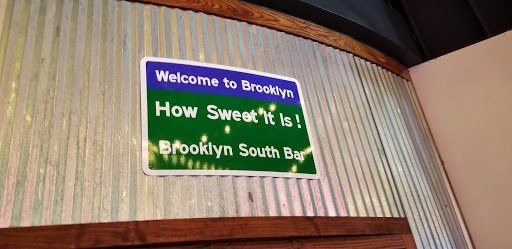 Welcome to Brooklyn
How Sweet It Is!
Brooklyn South Bar